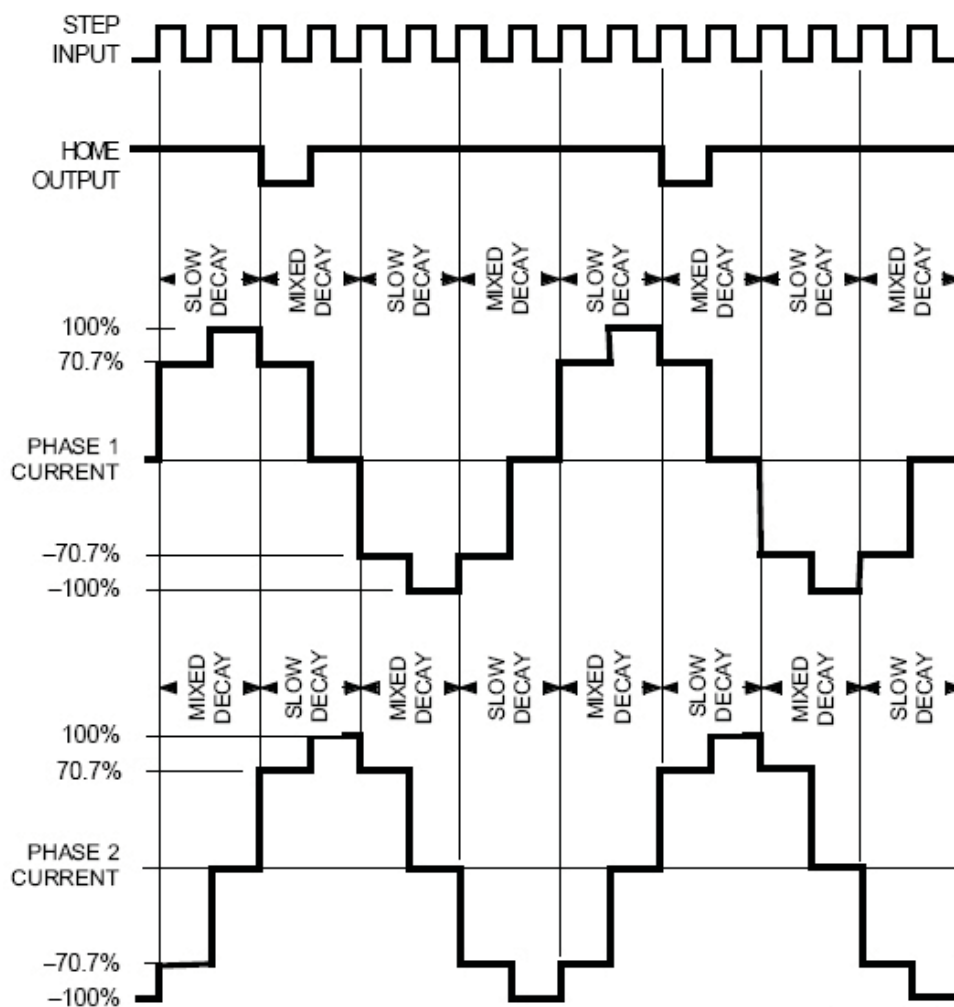 STEP
INPUT
HOME
OUTPUT
SLOW
DECAY
MIXED
DECAY
SLOW
DECAY
MIXED
DECAY
SLOW
DECAY
MIXED
DECAY
SLOW
DECAY
MIXED
DECAY
100%
70.7%
PHASE 1
CURRENT
–70.7%
–100%
MIXED
DECAY
SLOW
DECAY
MIXED
DECAY
SLOW
DECAY
MIXED
DECAY
SLOW
DECAY
MIXED
DECAY
SLOW
DECAY
100%
70.7%
PHASE 2
CURRENT
–70.7%
–100%